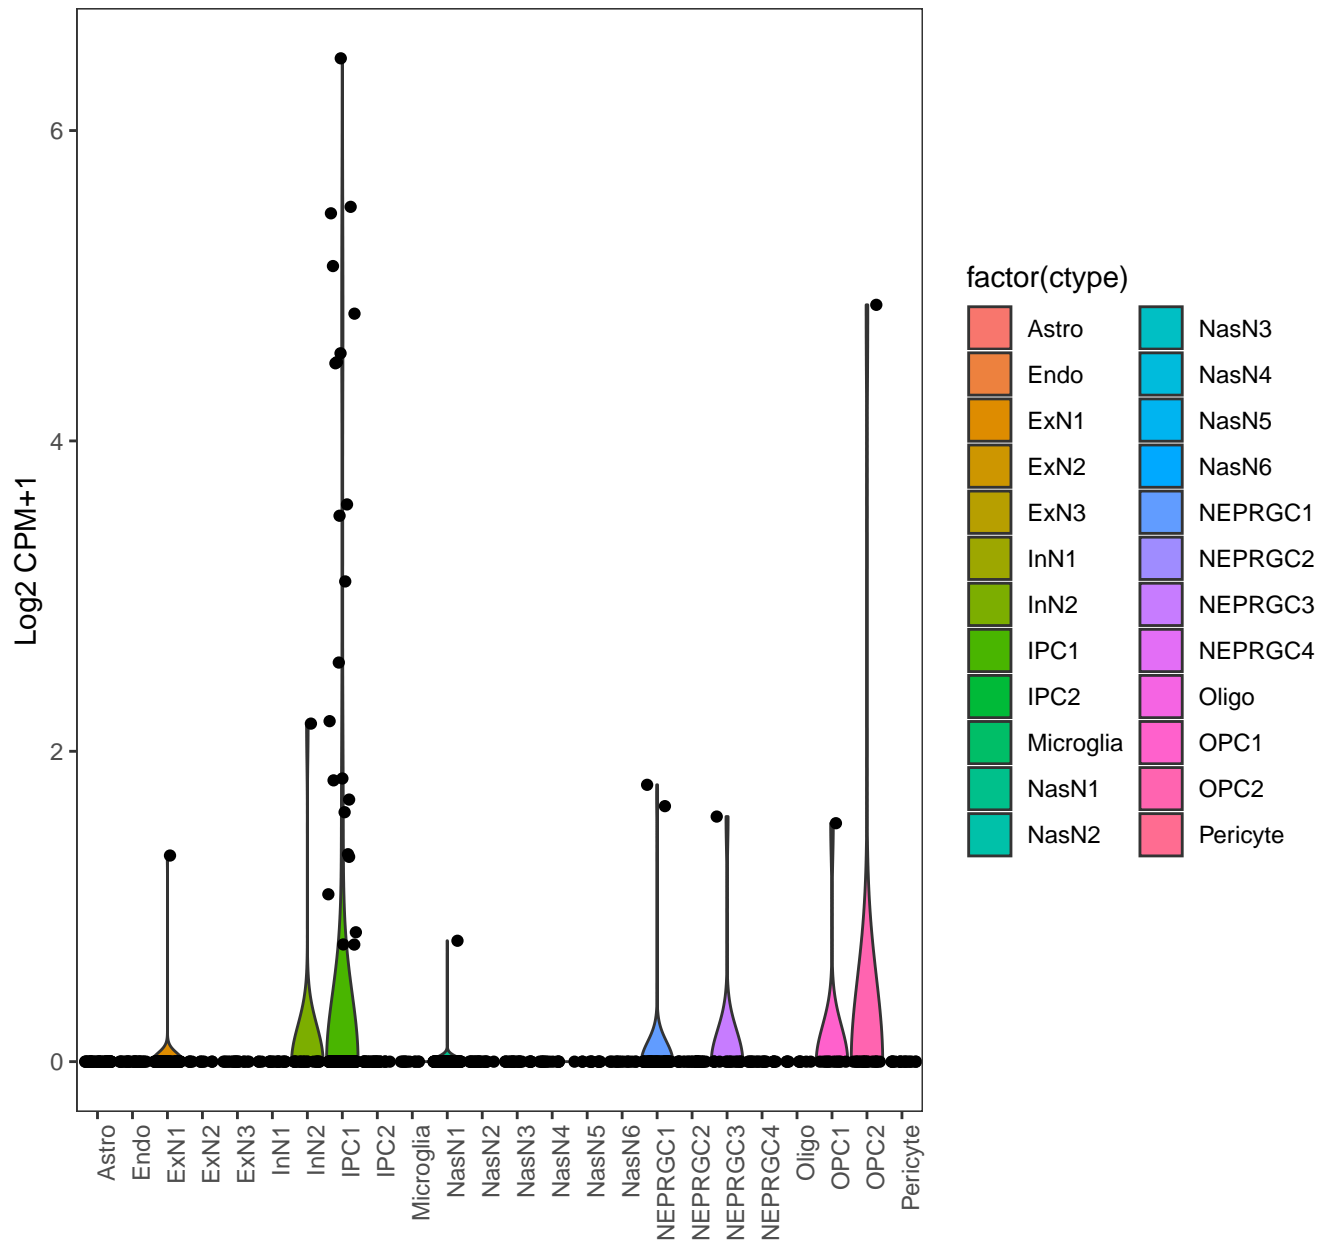 6
4
2
0
Log2 CPM+1
Astro
Endo
ExN1
ExN2
ExN3
InN1
InN2
IPC1
IPC2
Microglia
NasN1
NasN2
NasN3
NasN4
NasN5
NasN6
NEPRGC1
NEPRGC2
NEPRGC3
NEPRGC4
Oligo
OPC1
OPC2
Pericyte
factor(ctype)
Astro
Endo
ExN1
ExN2
ExN3
InN1
InN2
IPC1
IPC2
Microglia
NasN1
NasN2
NasN3
NasN4
NasN5
NasN6
NEPRGC1
NEPRGC2
NEPRGC3
NEPRGC4
Oligo
OPC1
OPC2
Pericyte